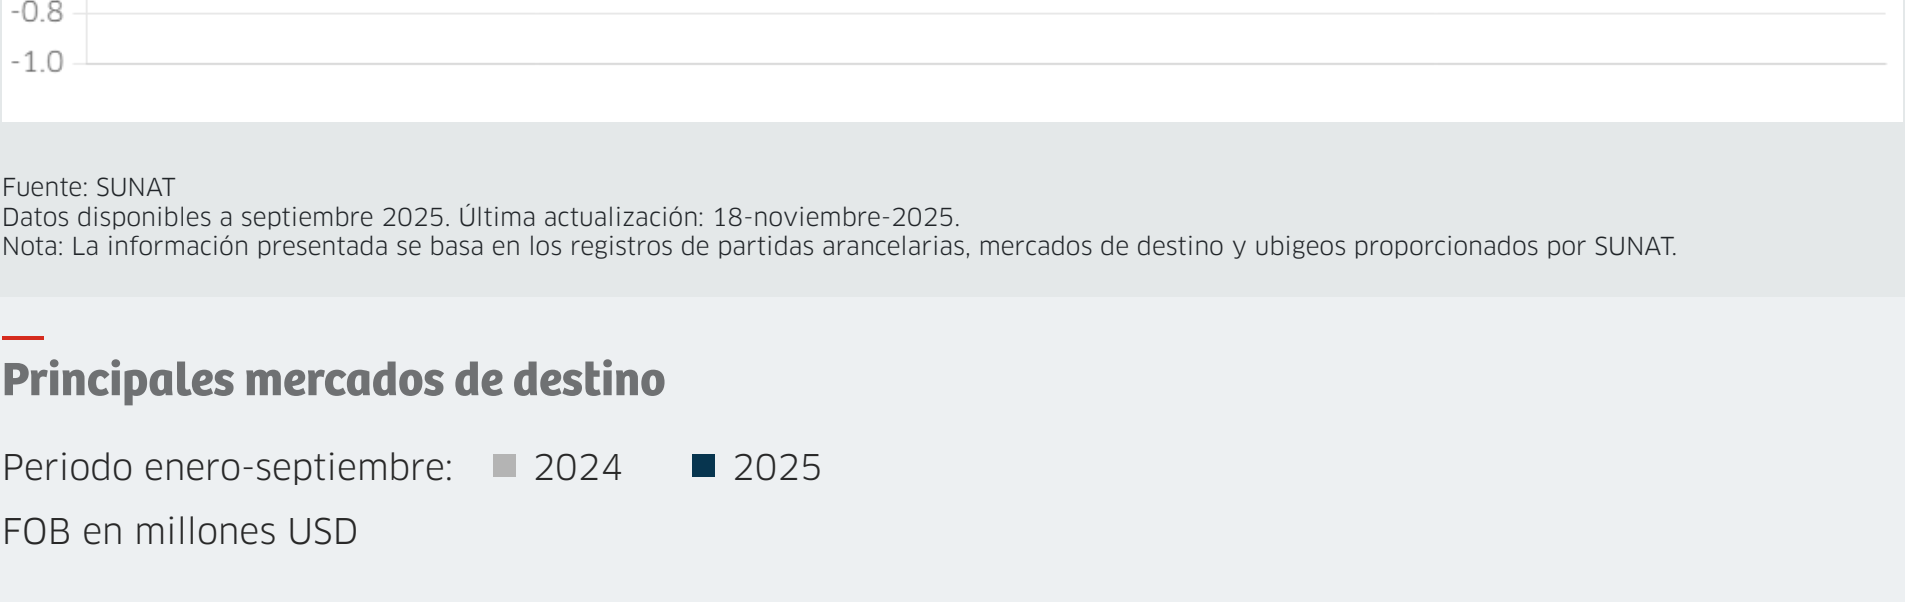 -0.8
-1.0
Fuente: SUNAT
Datos disponibles a septiembre 2025. Última actualización: 18-noviembre-2025.
Nota: La información presentada se basa en los registros de partidas arancelarias, mercados de destino y ubigeos proporcionados por SUNAT.
Principales mercados de destino
Periodo enero-septiembre: 2024 2025
FOB en millones USD